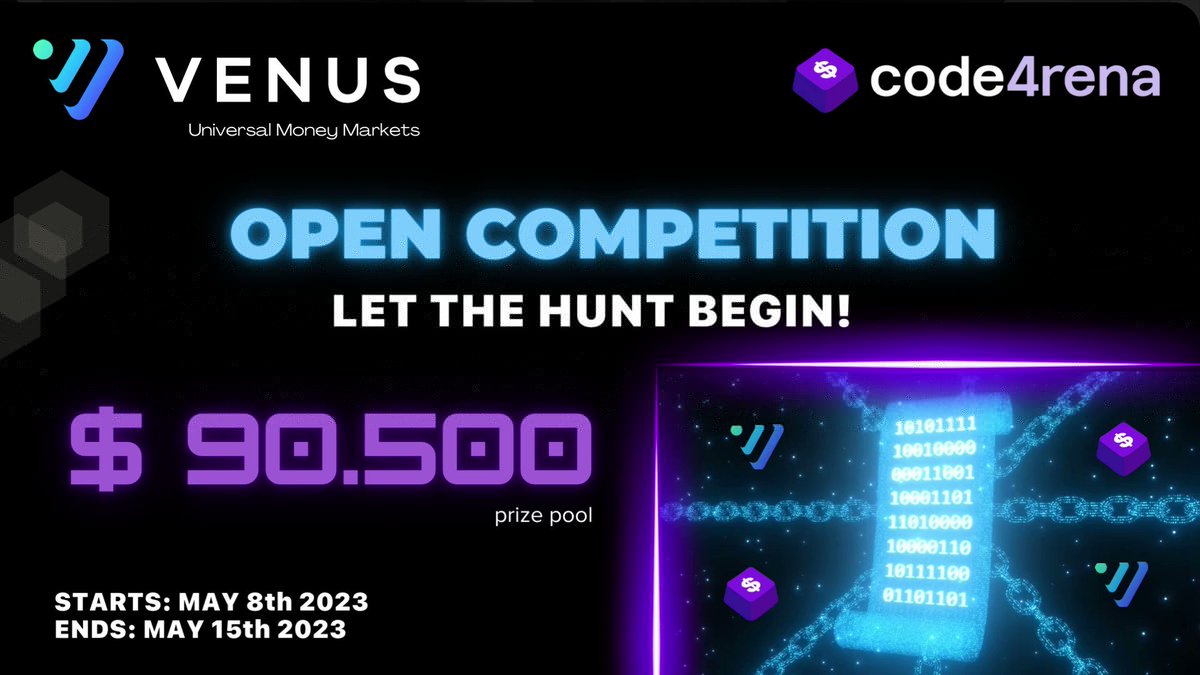 VENUS
Universal Money Markets
code4rena
OPEN COMPETITION
LET THE HUNT BEGIN!
$ 90.500
prize pool
10101111
10010000
00011001
10001101
11010000
10000110
10111100
01101101
STARTS: MAY 8th 2023
ENDS: MAY 15th 2023